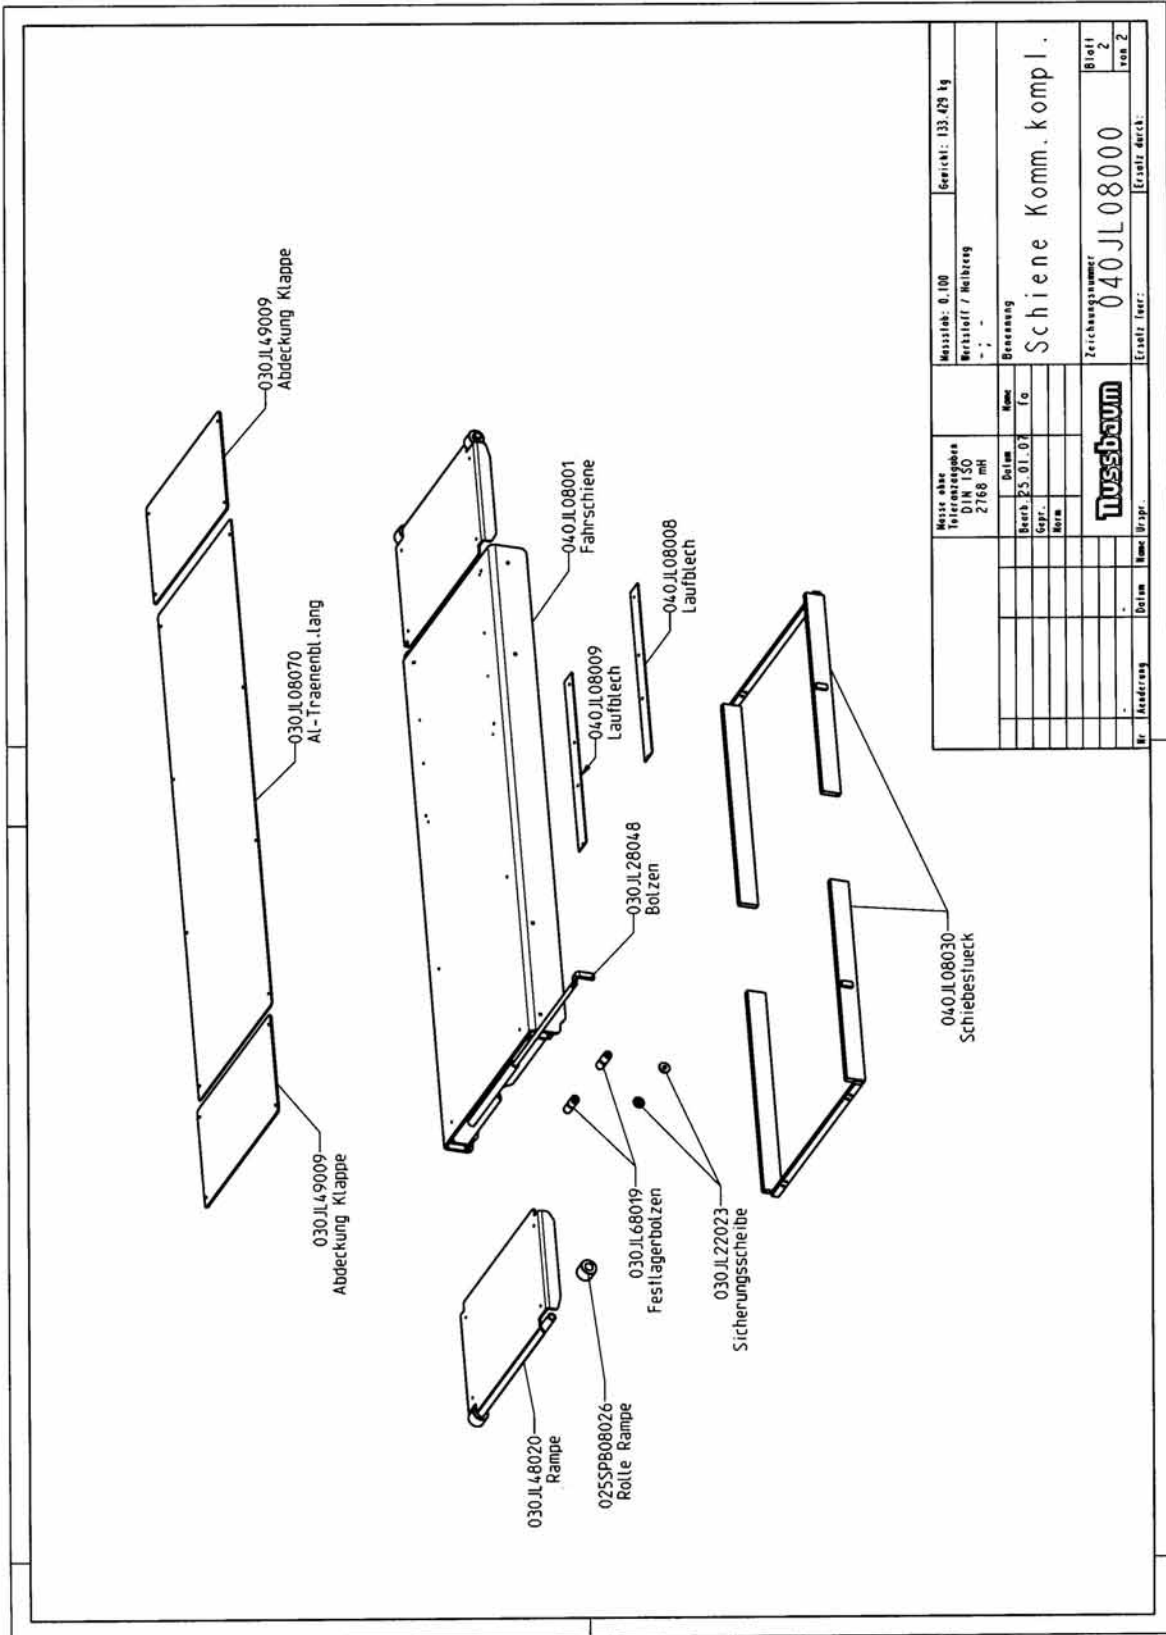 030JL49009
Abdeckung Klappe
030JL08070
Al-Traenenbl.lang
030JL49009
Abdeckung Klappe
040JL08001
Fahrschiene
040JL08009
Laufblech
040JL08008
Laufblech
030JL28048
Bolzen
030JL48020
Rampe
025SPB08026
Rolle Rampe
030JL68019
Festlagerbolzen
030JL22023
Sicherungsscheibe
040JL08030
Schiebestueck
Masse ohne
Toleranzangaben
DIN ISO
2768 mH
Massstab: 0.100
Gewicht: 133.429 kg
Werkstoff / Halbzeug
- ; -
Datum
Name
Bearb.
25.01.07
fa
Gepr.
Norm
Benennung
Schiene Komm.kompl.
nussbaum
Zeichnungsnummer
040JL08000
Blatt
2
von 2
Nr
Aenderung
Datum
Name
Urspr.
Ersatz fuer:
Ersatz durch: